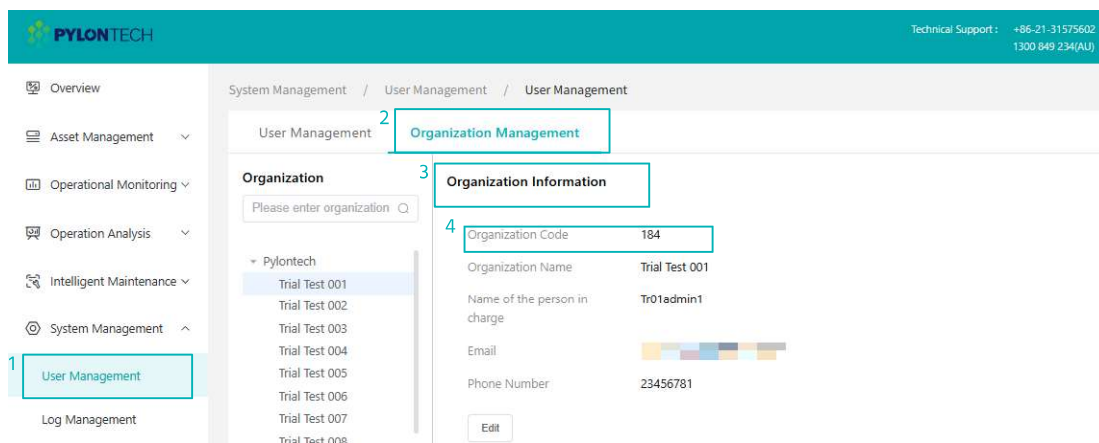 PYLONTECH
Technical Support : +86-21-31575602
1300 849 234(AU)
Overview
Asset Management
Operational Monitoring
Operation Analysis
Intelligent Maintenance
System Management
1
User Management
Log Management
System Management / User Management / User Management
User Management
2
Organization Management
Organization
Please enter organization
Pylontech
Trial Test 001
Trial Test 002
Trial Test 003
Trial Test 004
Trial Test 005
Trial Test 006
Trial Test 007
Trial Test 008
3
Organization Information
4
Organization Code 184
Organization Name Trial Test 001
Name of the person in Tr01admin1
charge
Email
Phone Number 23456781
Edit